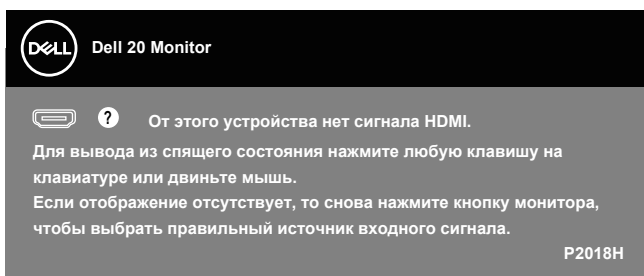 DELL Dell 20 Monitor
? От этого устройства нет сигнала HDMI.
Для вывода из спящего состояния нажмите любую клавишу на
клавиатуре или двиньте мышь.
Если отображение отсутствует, то снова нажмите кнопку монитора,
чтобы выбрать правильный источник входного сигнала.
P2018H